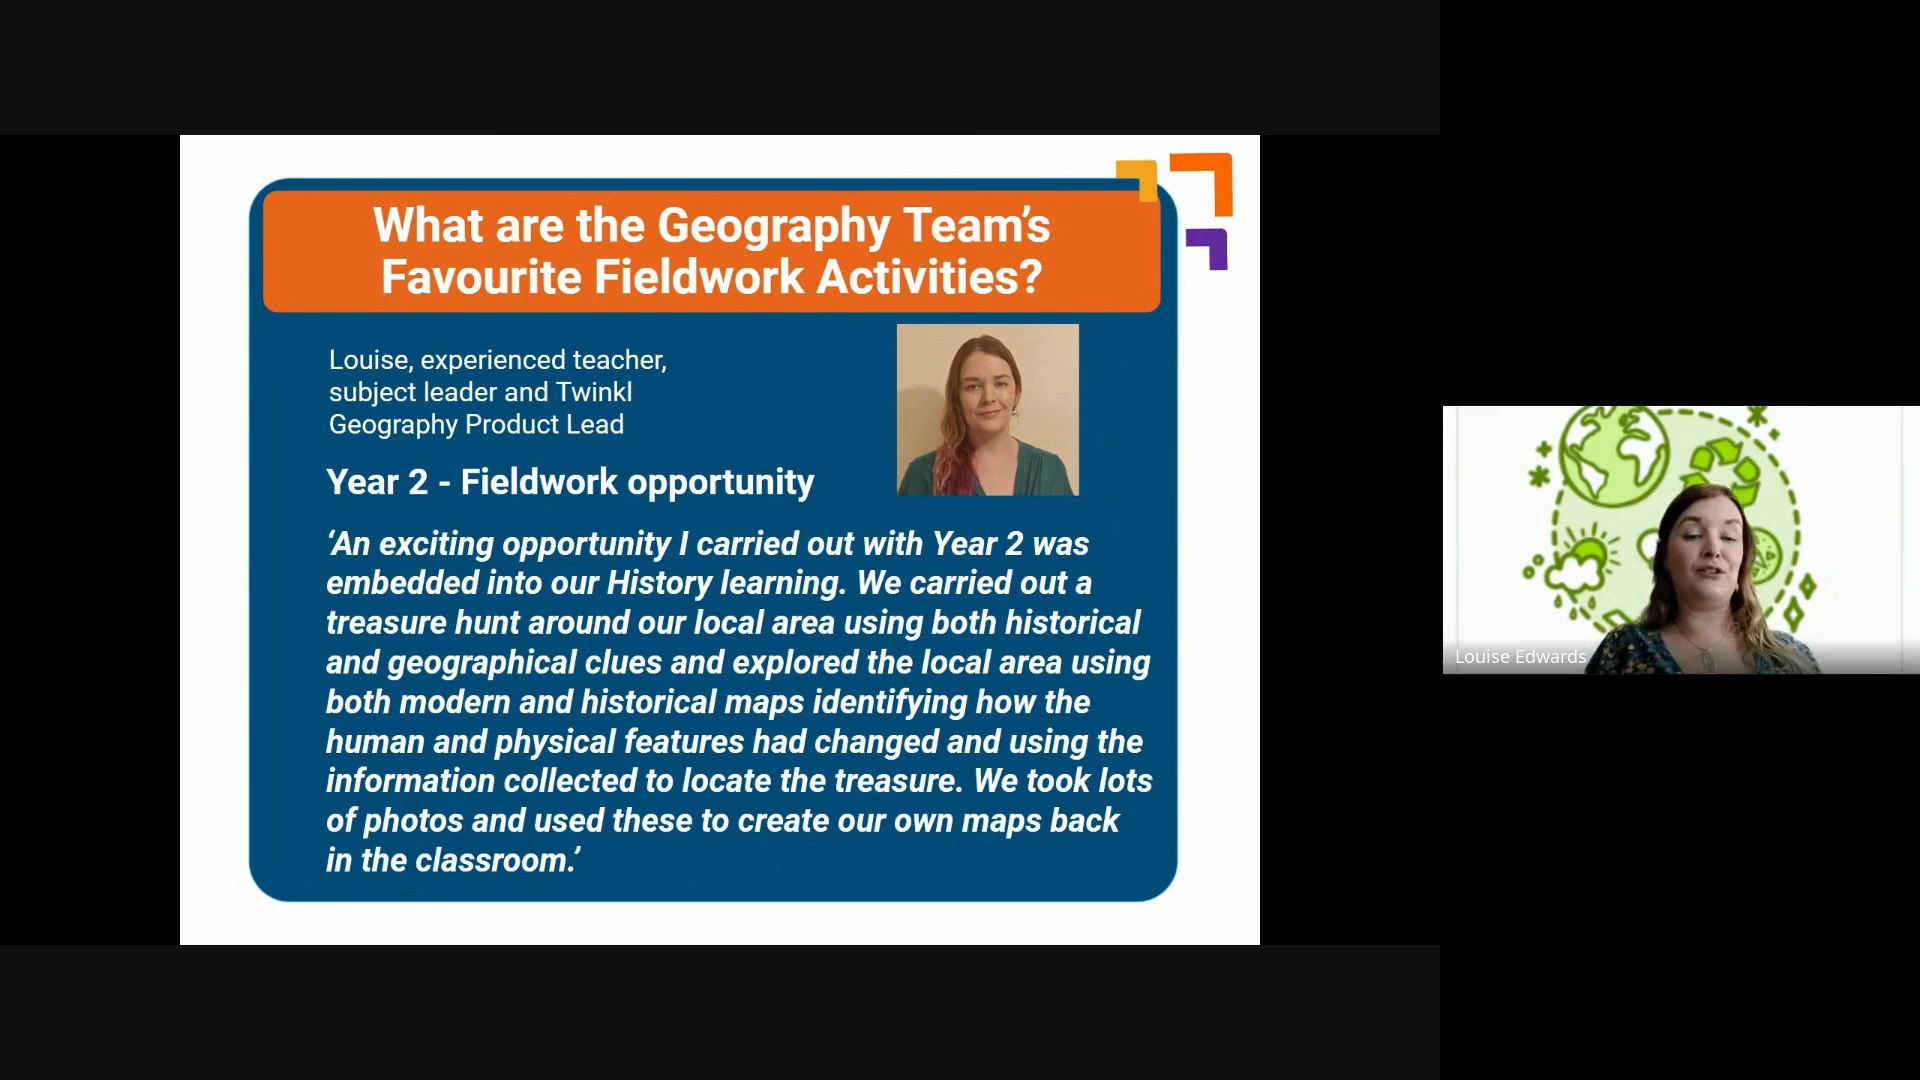 What are the Geography Team's
Favourite Fieldwork Activities?
Louise, experienced teacher,
subject leader and Twinkl
Geography Product Lead
Year 2 - Fieldwork opportunity
‘An exciting opportunity I carried out with Year 2 was
embedded into our History learning. We carried out a
treasure hunt around our local area using both historical
and geographical clues and explored the local area using
both modern and historical maps identifying how the
human and physical features had changed and using the
information collected to locate the treasure. We took lots
of photos and used these to create our own maps back
in the classroom.’
Louise Edwards